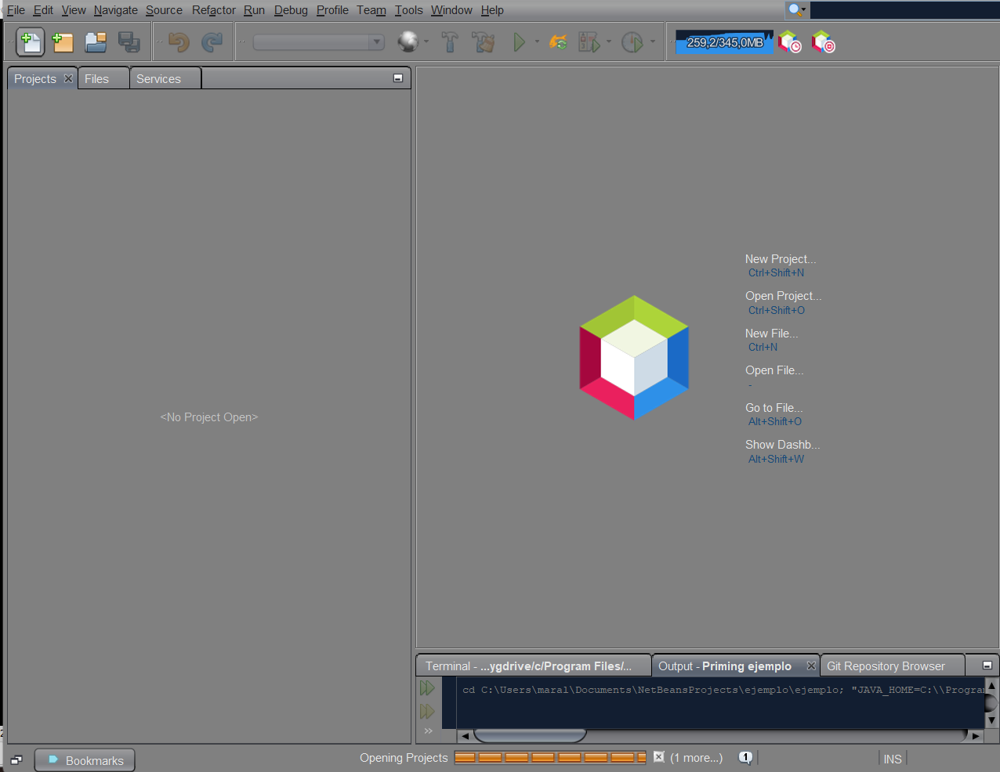 File Edit View Navigate Source Refactor Run Debug Profile Team Tools Window Help
259,2/345,0MB
Projects Files Services
<No Project Open>
New Project...
Ctrl+Shift+N
Open Project...
Ctrl+Shift+O
New File...
Ctrl+N
Open File...
-
Go to File...
Alt+Shift+O
Show Dashb...
Alt+Shift+W
Terminal - ...ygdrive/c/Program Files/... Output - Priming ejemplo Git Repository Browser
cd C:\Users\maral\Documents\NetBeansProjects\ejemplo\ejemplo; "JAVA_HOME=C:\\Program
Bookmarks Opening Projects (1 more...) 1 INS